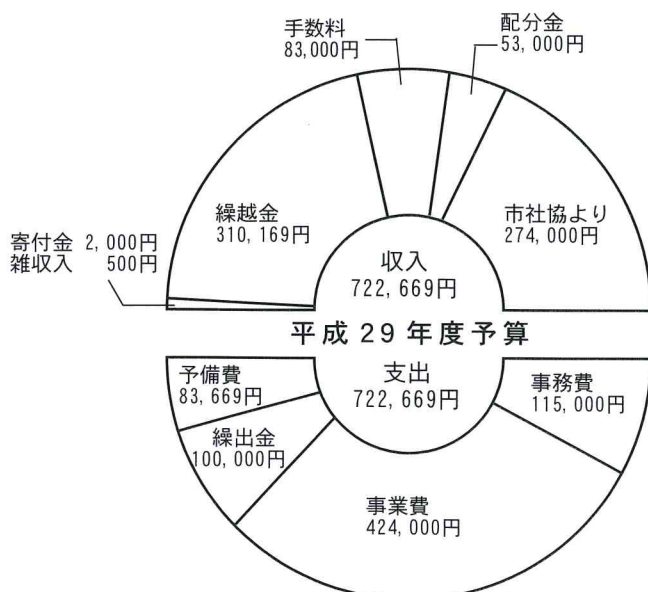 手数料
83,000円
配分金
53,000円
繰越金
310,169円
市社協より
274,000円
寄付金 2,000円
雑収入 500円
収入
722,669円
平成29年度予算
支出
722,669円
予備費
83,669円
事務費
115,000円
繰出金
100,000円
事業費
424,000円